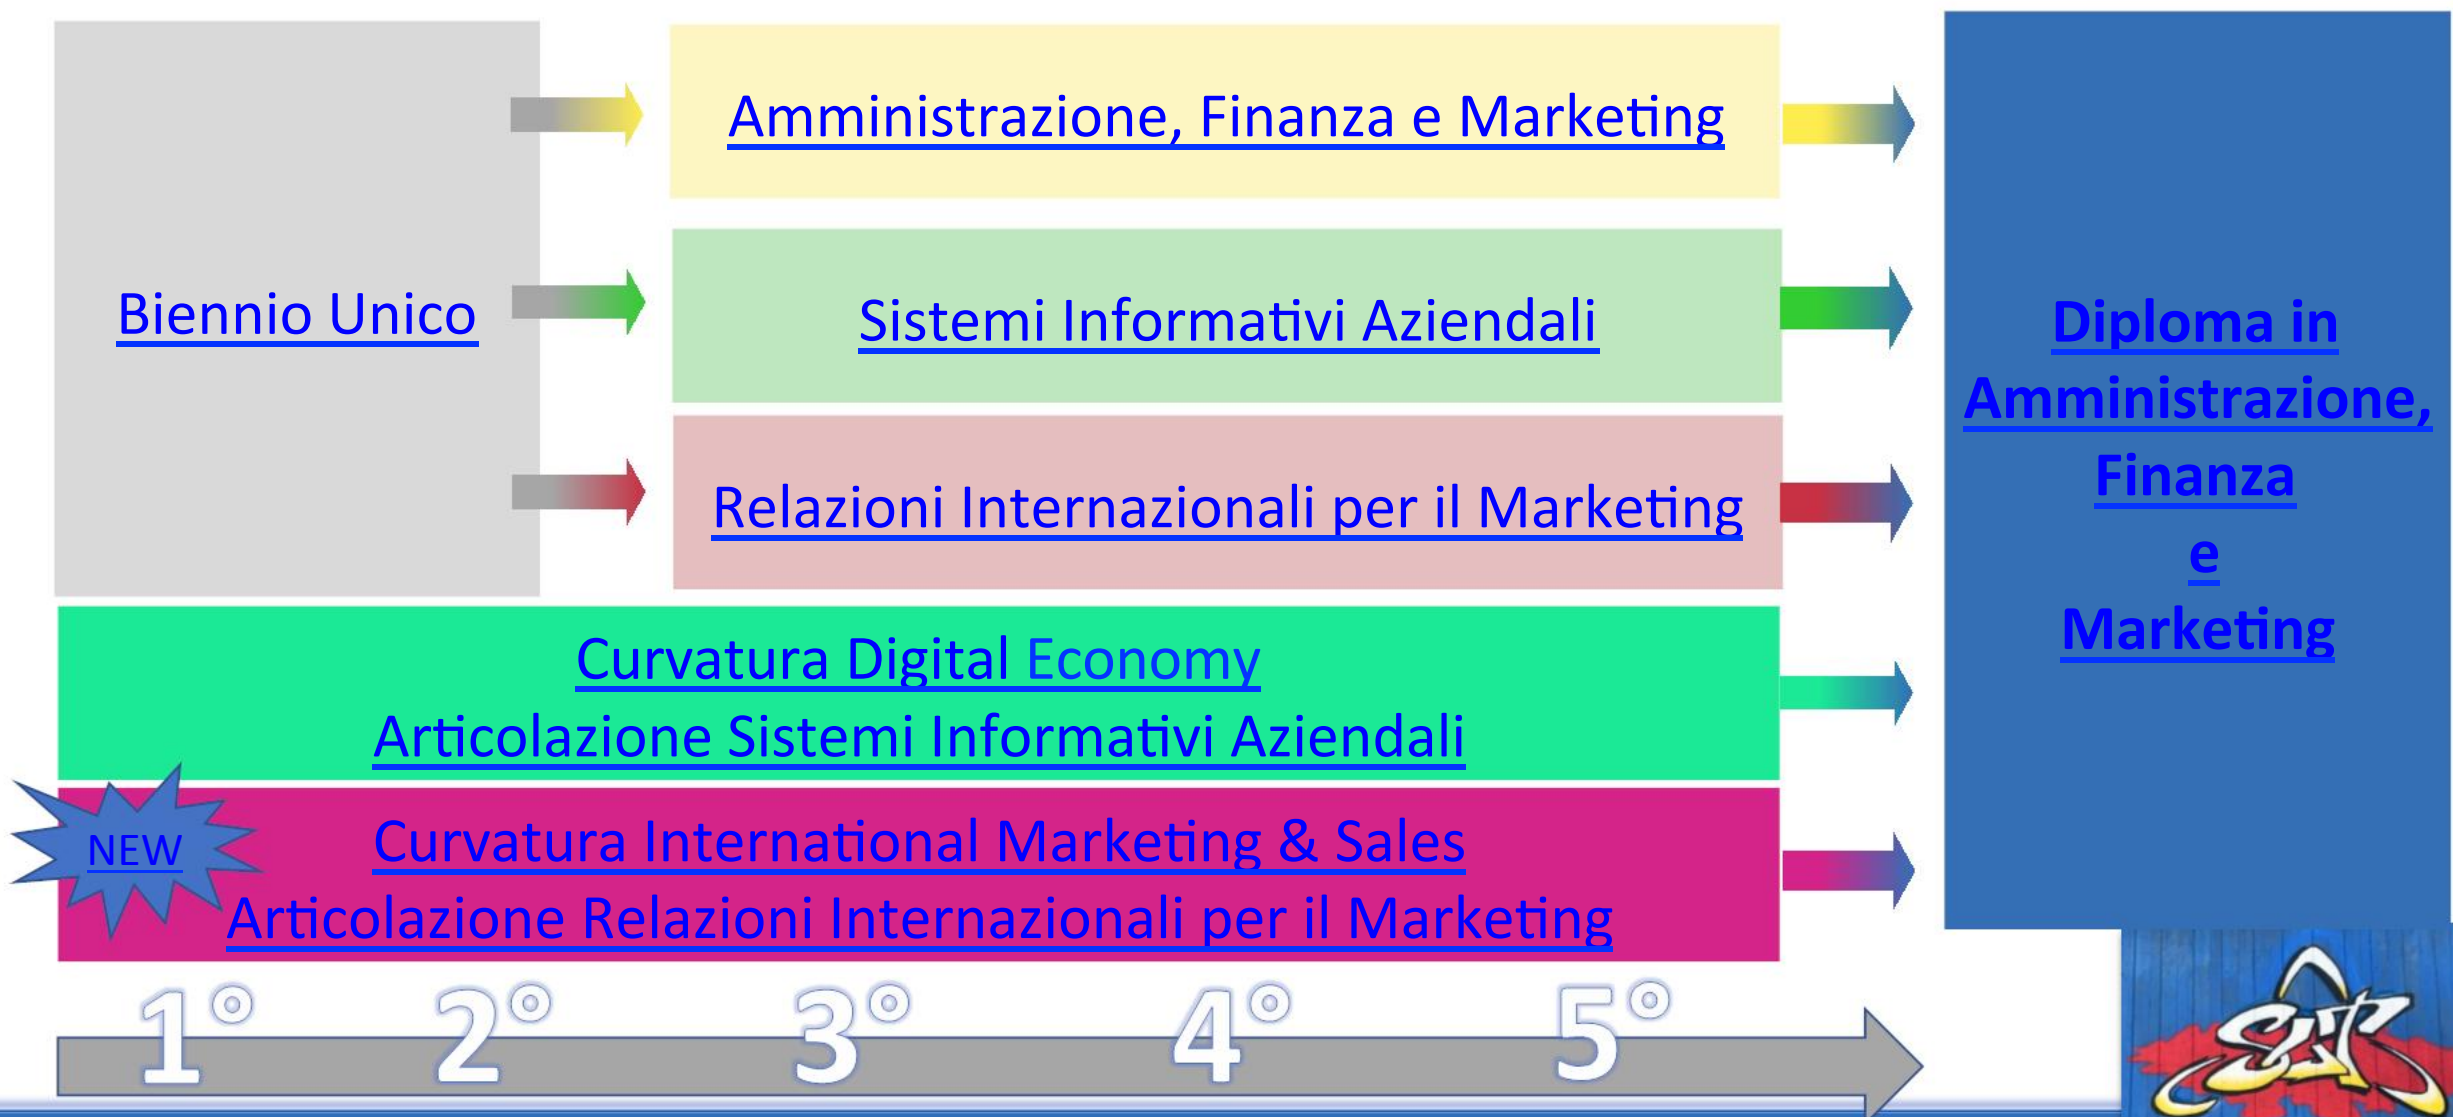 Biennio Unico
Amministrazione, Finanza e Marketing
Sistemi Informativi Aziendali
Relazioni Internazionali per il Marketing
Curvatura Digital Economy
Articolazione Sistemi Informativi Aziendali
NEW
Curvatura International Marketing & Sales
Articolazione Relazioni Internazionali per il Marketing
Diploma in
Amministrazione,
Finanza
e
Marketing
1° 2° 3° 4° 5°